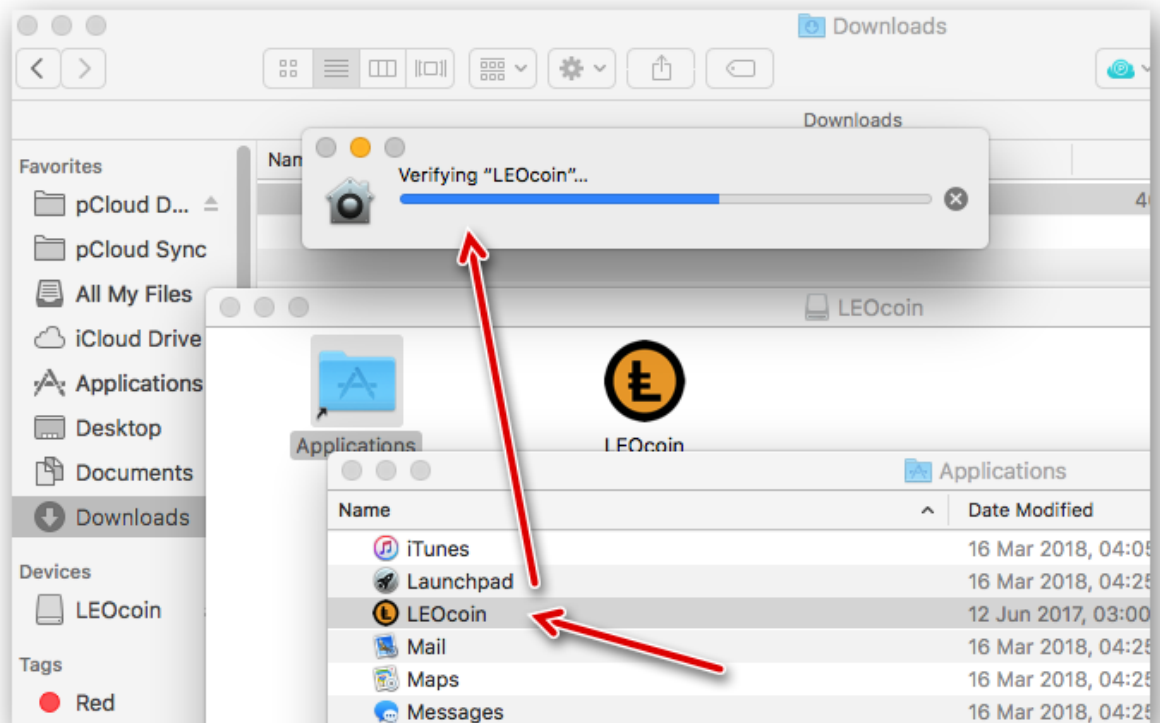 Downloads
Downloads
Favorites
pCloud D...
pCloud Sync
All My Files
iCloud Drive
Applications
Desktop
Documents
Downloads
Devices
LEOcoin
Tags
Red
Verifying “LEOcoin”...
LEOcoin
Applications
LEOcoin
Applications
Name Date Modified
iTunes 16 Mar 2018, 04:05
Launchpad 16 Mar 2018, 04:25
LEOcoin 12 Jun 2017, 03:00
Mail 16 Mar 2018, 04:25
Maps 16 Mar 2018, 04:25
Messages 16 Mar 2018, 04:25